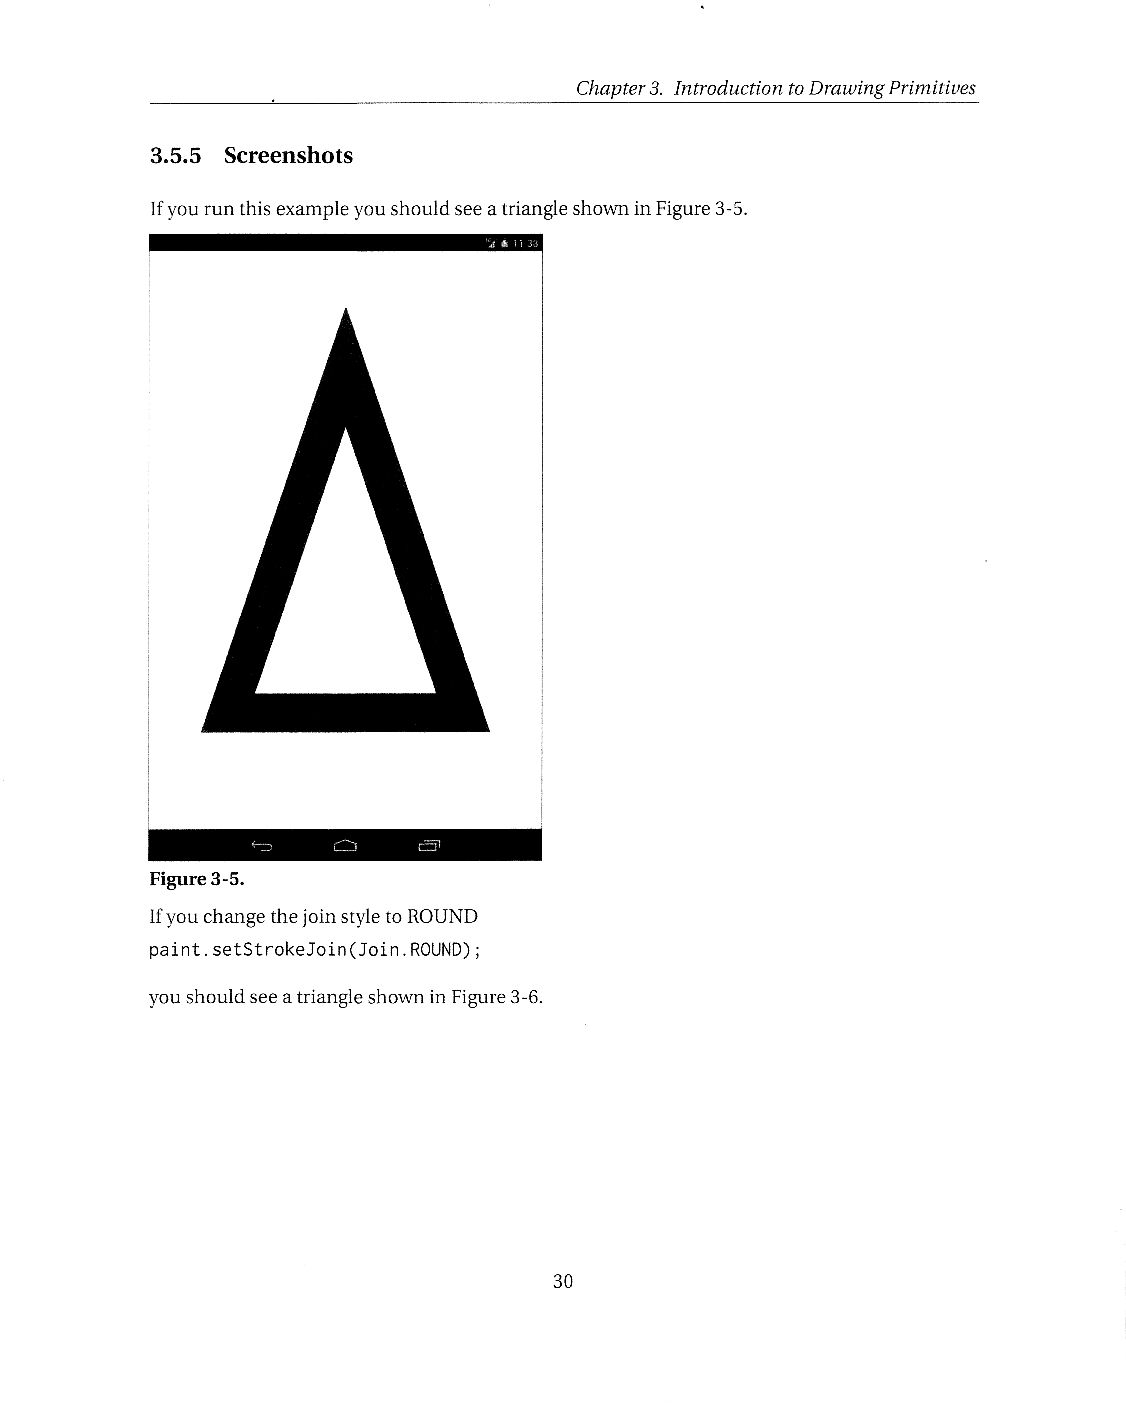 Chapter 3. Introduction to Drawing Primitives
3.5.5 Screenshots
If you run this example you should see a triangle shown in Figure 3-5.
11:33
Figure 3-5.
If you change the join style to ROUND
paint.setStrokeJoin(Join.ROUND);
you should see a triangle shown in Figure 3-6.
30